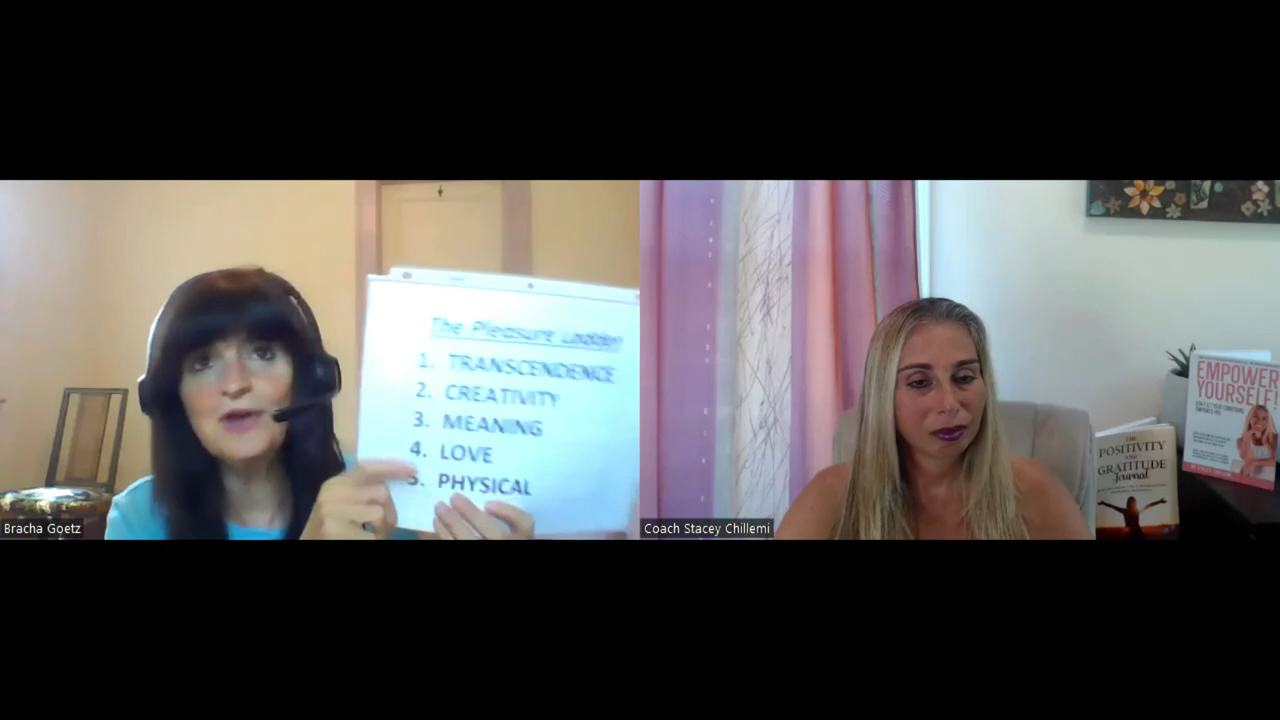 The Pleasure Ladder
1. TRANSCENDENCE
2. CREATIVITY
3. MEANING
4. LOVE
5. PHYSICAL
Bracha Goetz
Coach Stacey Chillemi
THE
POSITIVITY
AND
GRATITUDE
Journal
EMPOWER
YOURSELF!